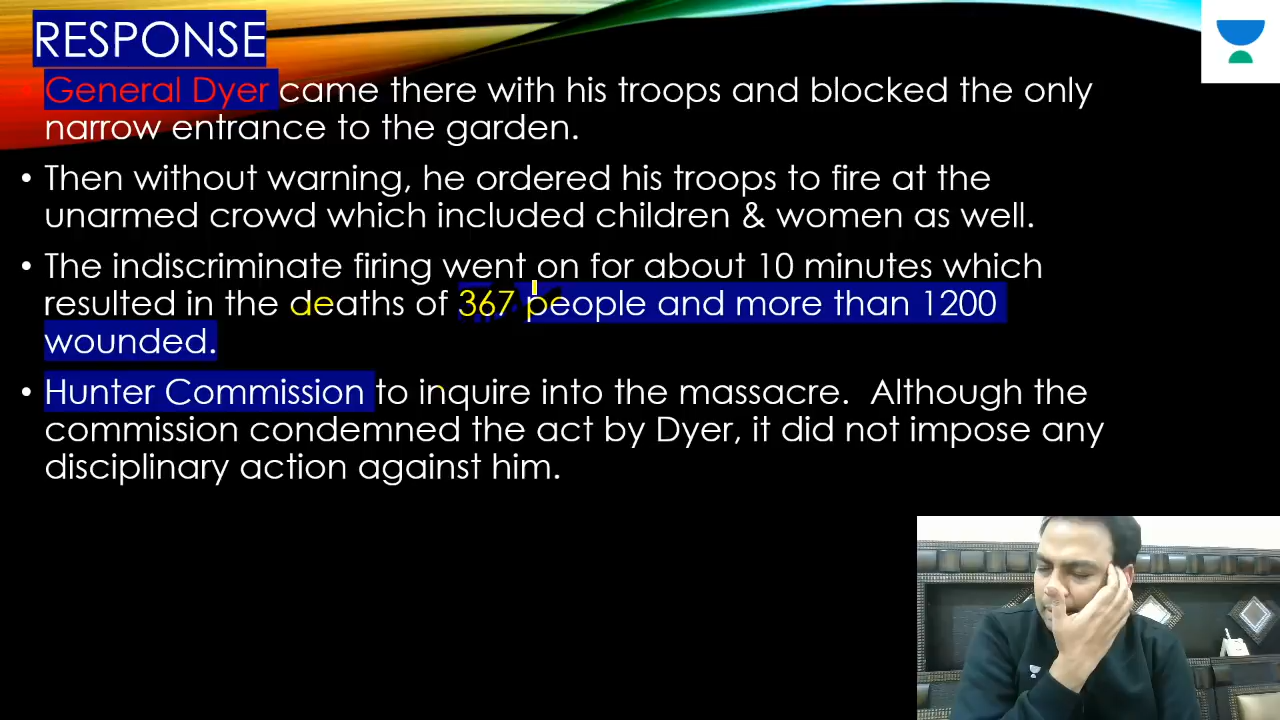 RESPONSE
General Dyer came there with his troops and blocked the only
narrow entrance to the garden.
• Then without warning, he ordered his troops to fire at the
unarmed crowd which included children & women as well.
• The indiscriminate firing went on for about 10 minutes which
resulted in the deaths of 367 people and more than 1200
wounded.
• Hunter Commission to inquire into the massacre. Although the
commission condemned the act by Dyer, it did not impose any
disciplinary action against him.